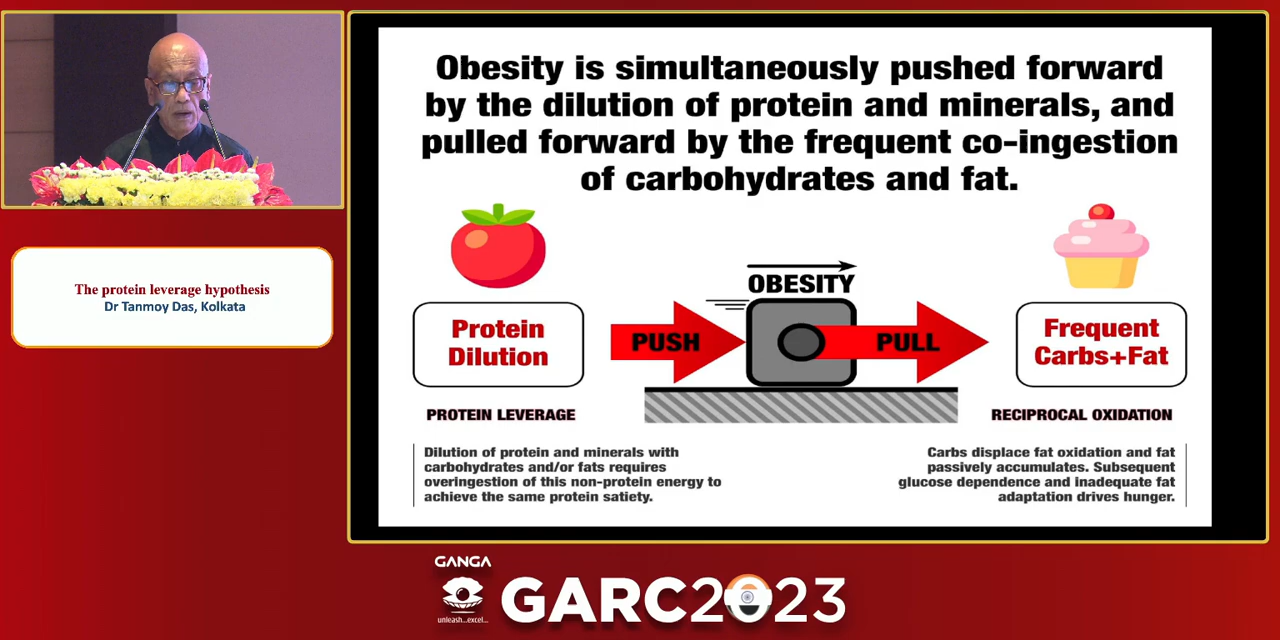 The protein leverage hypothesis
Dr Tanmoy Das, Kolkata
Obesity is simultaneously pushed forward
by the dilution of protein and minerals, and
pulled forward by the frequent co-ingestion
of carbohydrates and fat.
OBESITY
Protein
Dilution
PUSH
PULL
Frequent
Carbs+Fat
PROTEIN LEVERAGE
RECIPROCAL OXIDATION
Dilution of protein and minerals with
carbohydrates and/or fats requires
overingestion of this non-protein energy to
achieve the same protein satiety.
Carbs displace fat oxidation and fat
passively accumulates. Subsequent
glucose dependence and inadequate fat
adaptation drives hunger.
GANGA
unleash...excel...
GARC2023